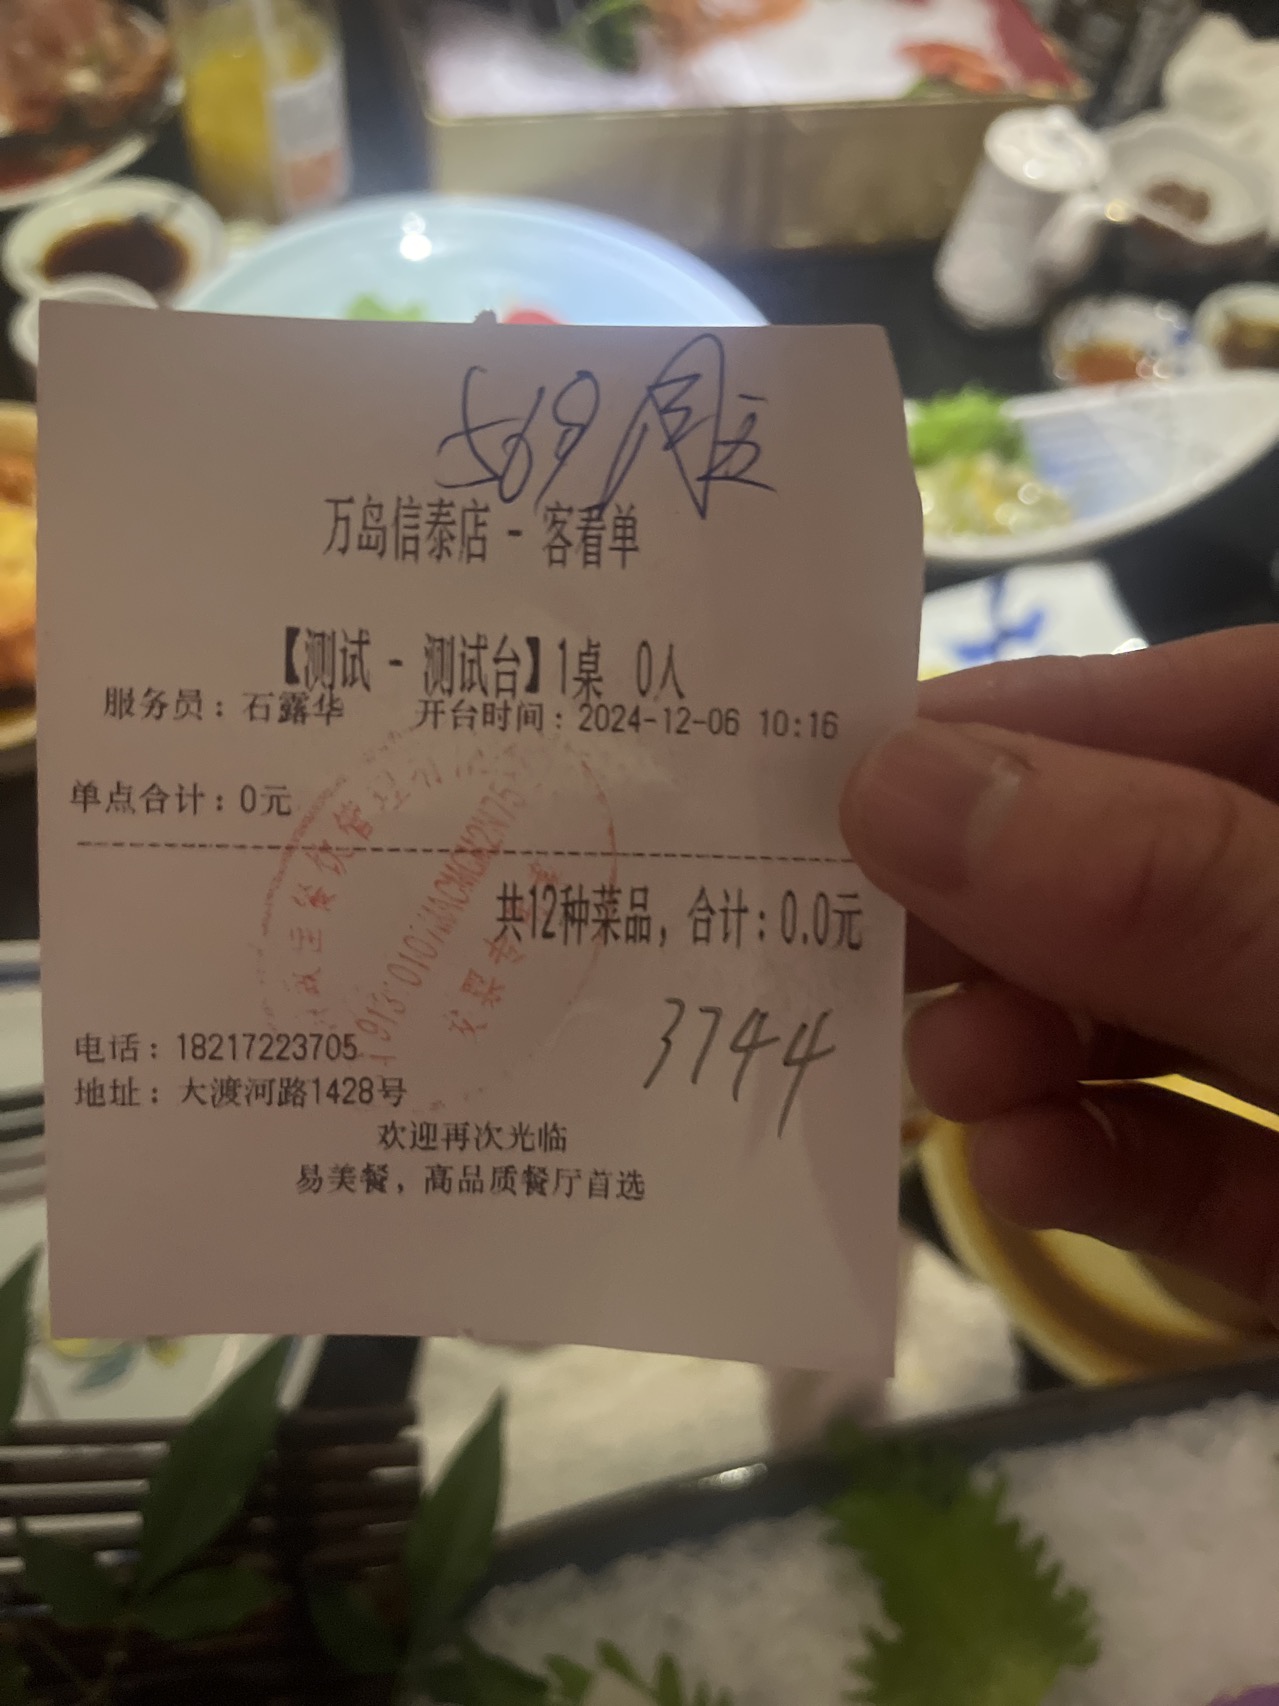 569 周五
万岛信泰店 - 客看单
【测试 - 测试台】1桌 0人
服务员：石露华 开台时间：2024-12-06 10:16
单点合计：0元
共12种菜品，合计：0.0元
3744
电话：18217223705
地址：大渡河路1428号
欢迎再次光临
易美餐，高品质餐厅首选